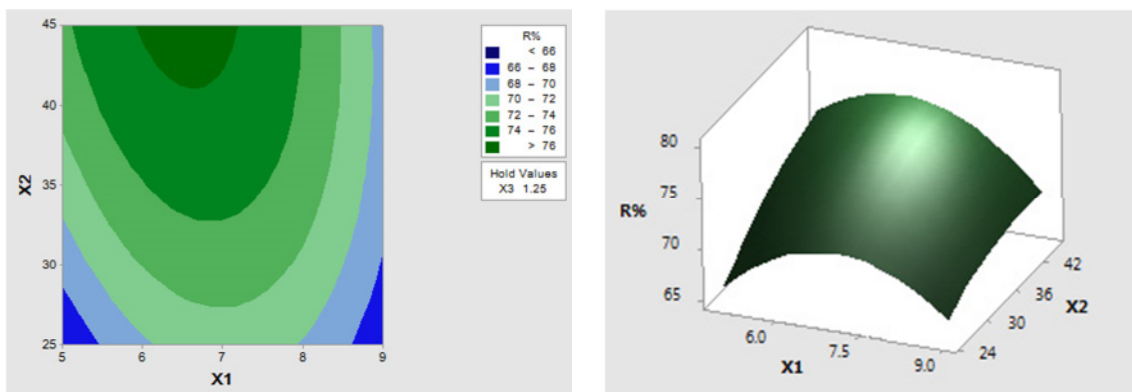 45
40
35
30
25
X2
5
6
7
8
9
X1
R%
< 66
66 – 68
68 – 70
70 – 72
72 – 74
74 – 76
> 76
Hold Values
X3 1.25
80
75
70
65
R%
6.0
7.5
9.0
X1
24
30
36
42
X2